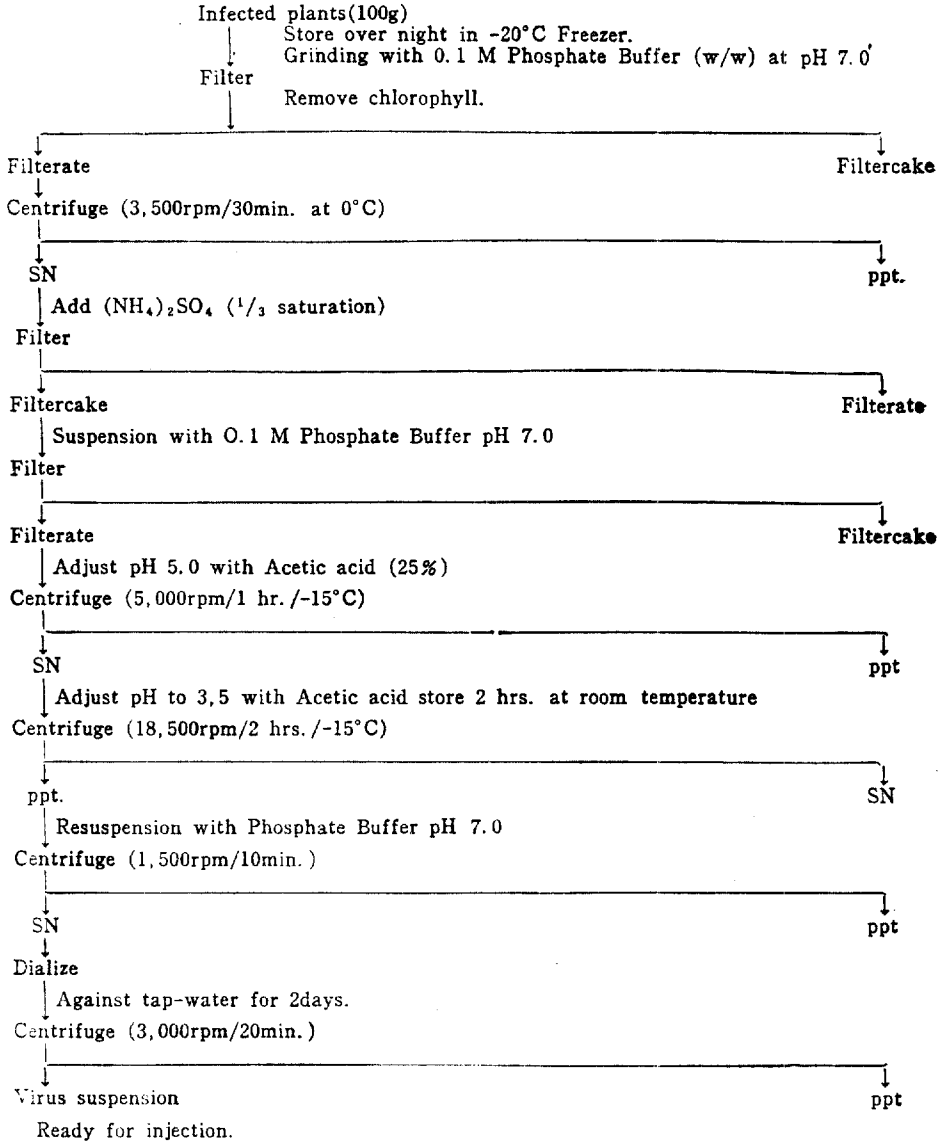 Infected plants(100g)
Store over night in -20°C Freezer.
Grinding with 0.1 M Phosphate Buffer (w/w) at pH 7.0
Filter
Remove chlorophyll.
Filterate Filtercake
Centrifuge (3,500rpm/30min. at 0°C)
SN ppt.
Add (NH₄)₂SO₄ (¹/₃ saturation)
Filter
Filtercake Filterate
Suspension with 0.1 M Phosphate Buffer pH 7.0
Filter
Filterate Filtercake
Adjust pH 5.0 with Acetic acid (25%)
Centrifuge (5,000rpm/1 hr./-15°C)
SN ppt
Adjust pH to 3,5 with Acetic acid store 2 hrs. at room temperature
Centrifuge (18,500rpm/2 hrs./-15°C)
ppt. SN
Resuspension with Phosphate Buffer pH 7.0
Centrifuge (1,500rpm/10min.)
SN ppt
Dialize
Against tap-water for 2days.
Centrifuge (3,000rpm/20min.)
Virus suspension ppt
Ready for injection.